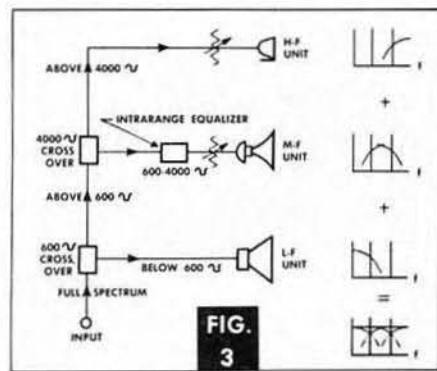 H-F
UNIT
f
ABOVE 4000 ∿
+
INTRARANGE EQUALIZER
4000 ∿
CROSS
OVER
M-F
UNIT
600-4000 ∿
f
ABOVE 600 ∿
+
600 ∿
CROSS.
OVER
L-F
UNIT
BELOW 600 ∿
f
FULL SPECTRUM
=
INPUT
FIG.
3
f